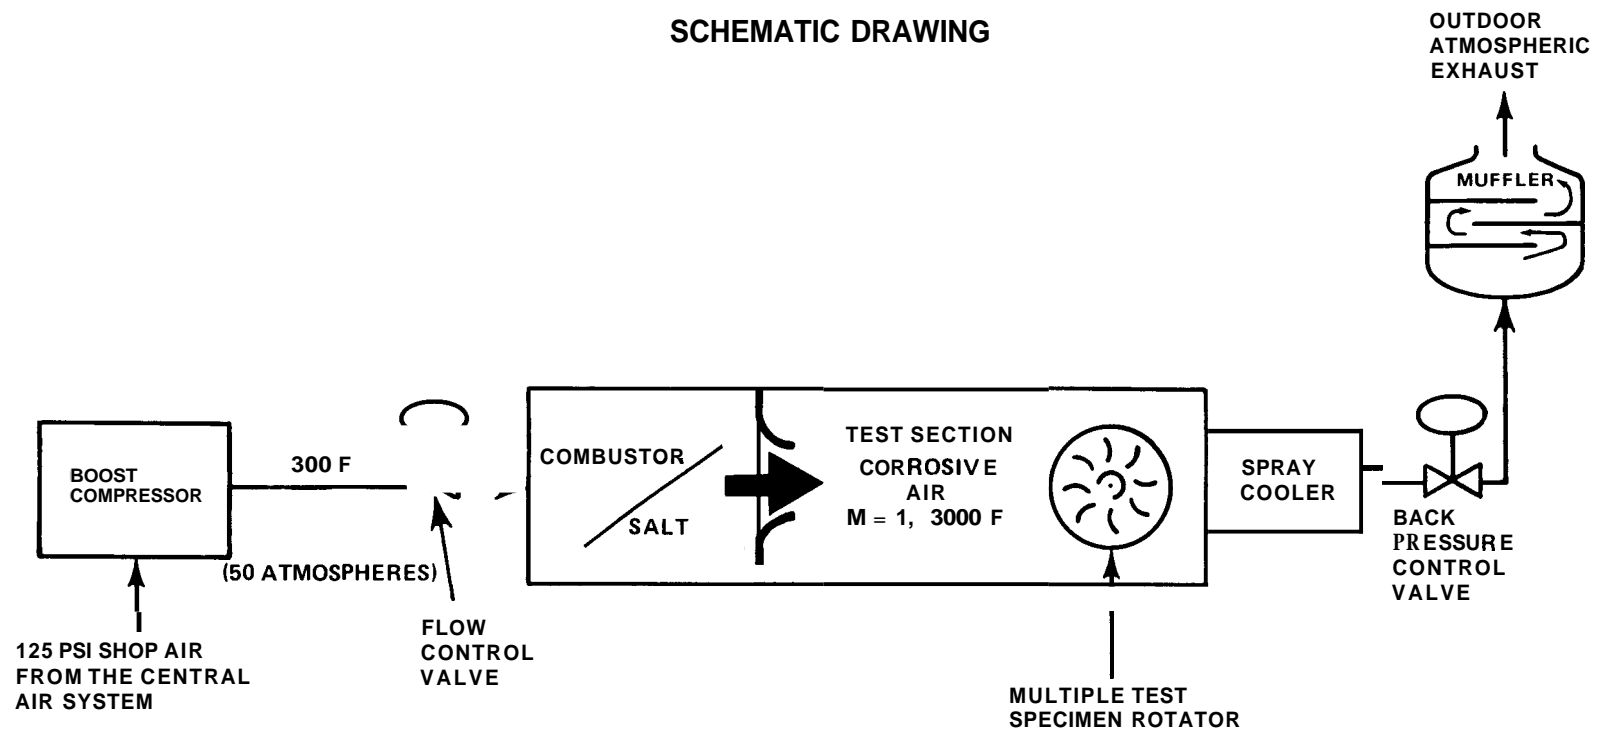 SCHEMATIC DRAWING
OUTDOOR
ATMOSPHERIC
EXHAUST
MUFFLER
BOOST
COMPRESSOR
300 F
(50 ATMOSPHERES)
125 PSI SHOP AIR
FROM THE CENTRAL
AIR SYSTEM
FLOW
CONTROL
VALVE
COMBUSTOR
SALT
TEST SECTION
CORROSIVE
AIR
M = 1, 3000 F
MULTIPLE TEST
SPECIMEN ROTATOR
SPRAY
COOLER
BACK
PRESSURE
CONTROL
VALVE